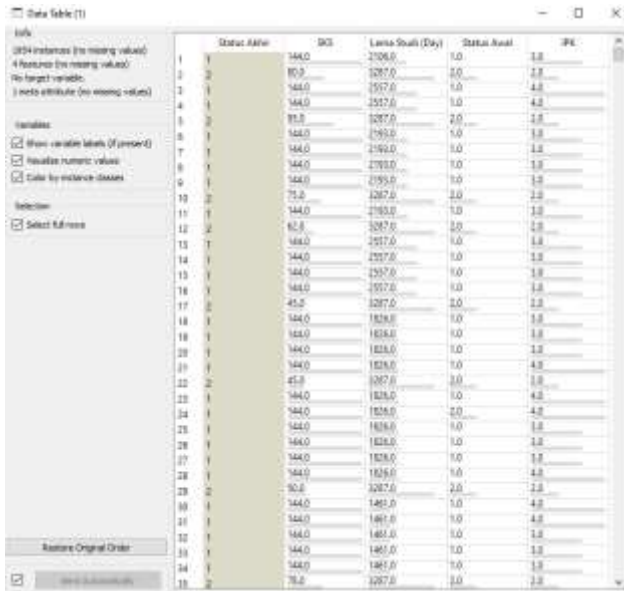 Data Table (1)
Info
instances (no missing values)
4 features (no missing values)
No target variable.
1 meta attribute (no missing values)
Variables
Show variable labels (if present)
Visualize numeric values
Color by instance classes
Selection
Select full rows
Restore Original Order
Send Automatically
Status Akhir SKS Lama Studi (Day) Status Awal IPK
1 1 144.0 2106.0 1.0 3.0
2 2 80.0 3287.0 2.0 2.0
3 1 144.0 2557.0 1.0 4.0
4 1 144.0 2557.0 1.0 4.0
5 2 3287.0 2.0 2.0
6 1 144.0 2193.0 1.0 3.0
7 1 144.0 2193.0 1.0 3.0
8 1 144.0 2193.0 1.0 3.0
9 1 144.0 2193.0 1.0 3.0
10 2 75.0 3287.0 2.0 2.0
11 1 144.0 2193.0 1.0 3.0
12 2 62.0 3287.0 2.0 2.0
13 1 144.0 2557.0 1.0 3.0
14 1 144.0 2557.0 1.0 3.0
15 1 144.0 2557.0 1.0 3.0
16 1 144.0 2557.0 1.0 3.0
17 2 45.0 3287.0 2.0 2.0
18 1 144.0 1826.0 1.0 3.0
19 1 144.0 1826.0 1.0 3.0
20 1 144.0 1826.0 1.0 3.0
21 1 144.0 1826.0 1.0 4.0
22 2 45.0 3287.0 2.0 2.0
23 1 144.0 1826.0 1.0 4.0
24 1 144.0 1826.0 2.0 4.0
25 1 144.0 1826.0 1.0 3.0
26 1 144.0 1826.0 1.0 3.0
27 1 144.0 1826.0 1.0 3.0
28 1 144.0 1826.0 1.0 4.0
29 2 90.0 3287.0 2.0 2.0
30 1 144.0 1461.0 1.0 4.0
31 1 144.0 1461.0 1.0 4.0
32 1 144.0 1461.0 1.0 3.0
33 1 144.0 1461.0 1.0 3.0
34 1 144.0 1461.0 1.0 3.0
35 2 3287.0 2.0 2.0